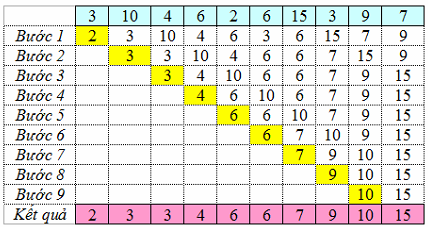 3 10 4 6 2 6 15 3 9 7
Bước 1 2 3 10 4 6 3 6 15 7 9
Bước 2 3 3 10 4 6 6 7 15 9
Bước 3 3 4 10 6 6 7 9 15
Bước 4 4 6 10 6 7 9 15
Bước 5 6 6 10 7 9 15
Bước 6 6 7 10 9 15
Bước 7 7 9 10 15
Bước 8 9 10 15
Bước 9 10 15
Kết quả 2 3 3 4 6 6 7 9 10 15